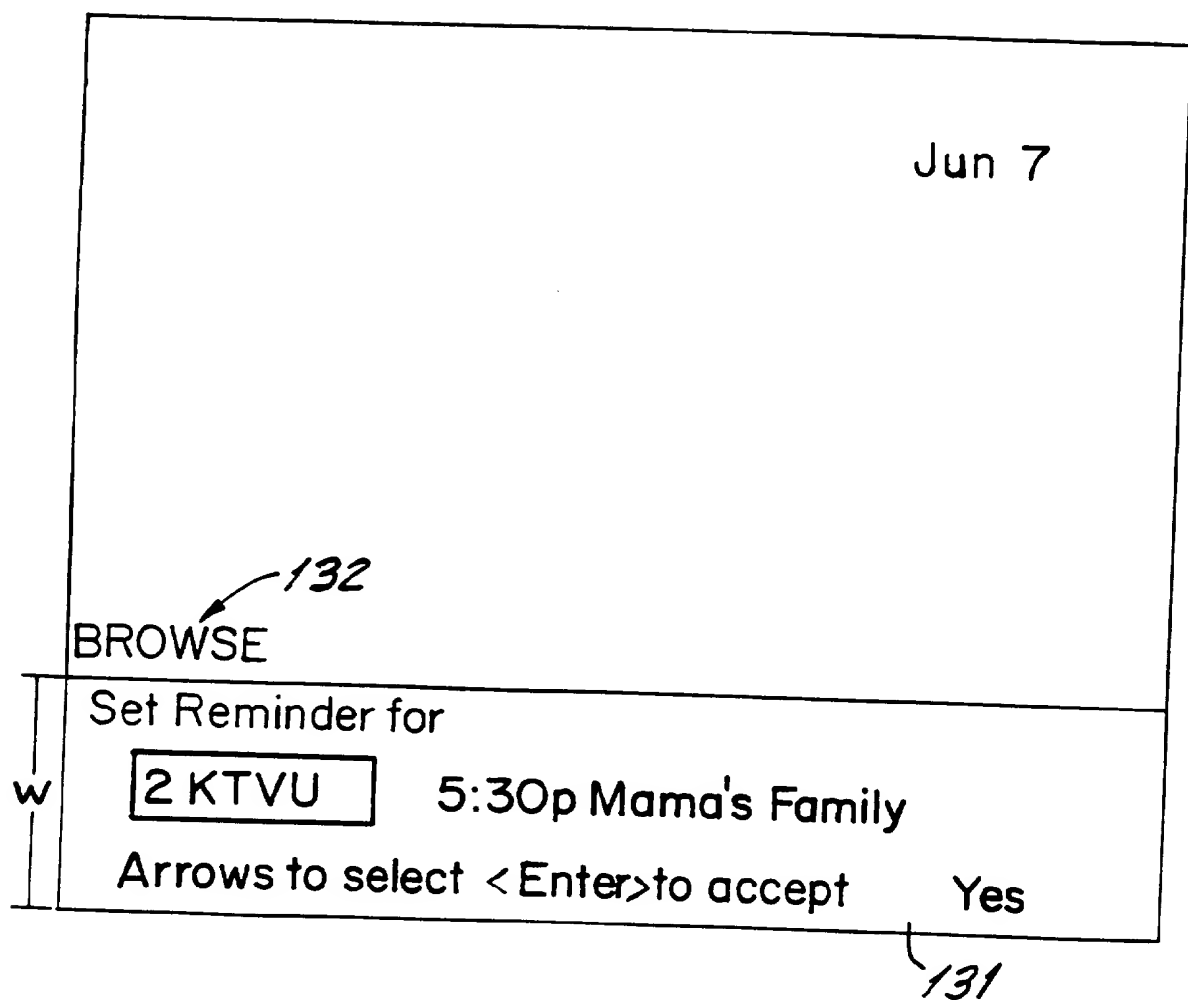 Jun 7
132
BROWSE
Set Reminder for
W
2 KTVU 5:30p Mama's Family
Arrows to select <Enter>to accept Yes
131